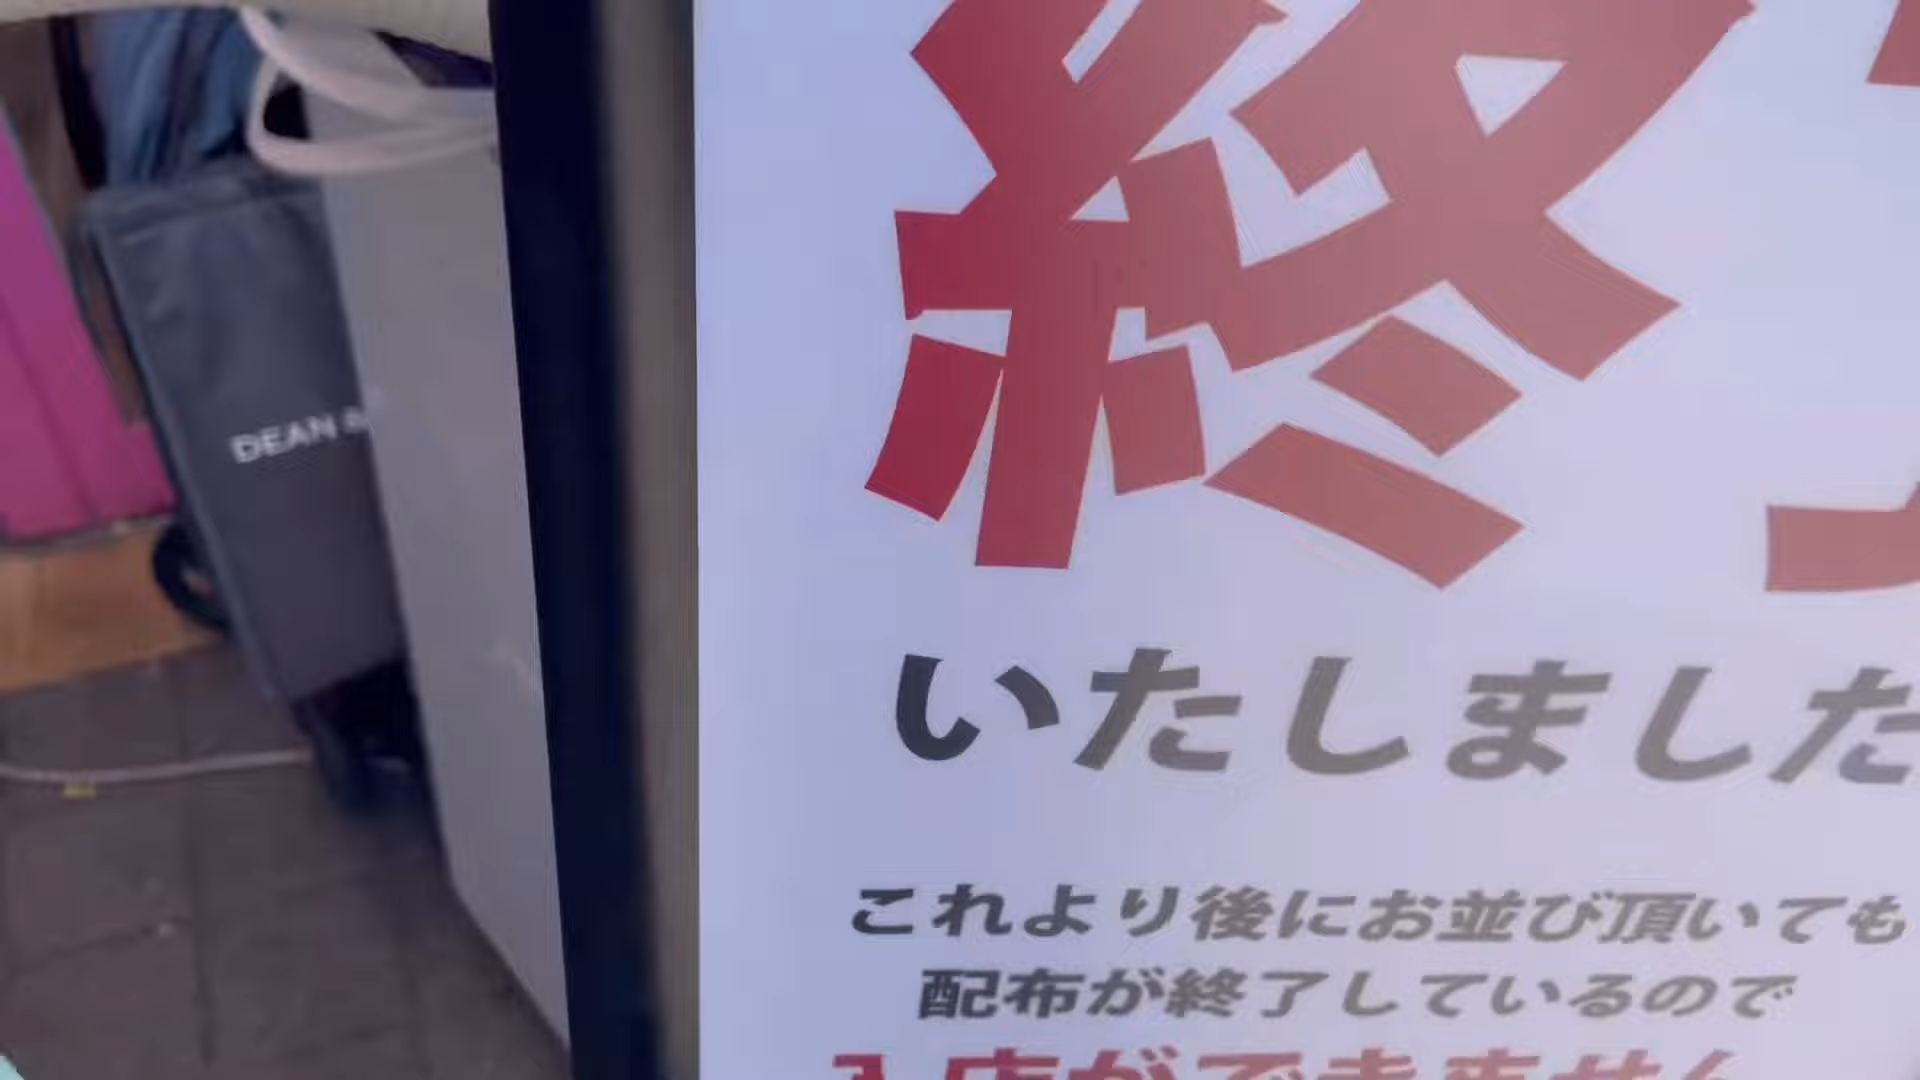 DEAN &
終了
いたしました
これより後にお並び頂いても
配布が終了しているので
入店ができません